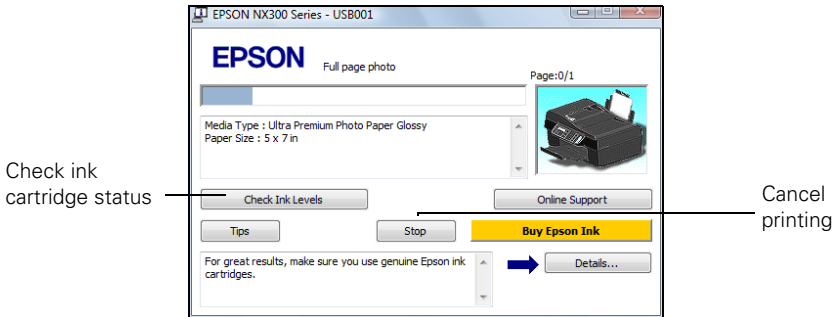 EPSON NX300 Series - USB001
EPSON
Full page photo
Page:0/1
Media Type : Ultra Premium Photo Paper Glossy
Paper Size : 5 x 7 in
Check ink
cartridge status
Check Ink Levels
Online Support
Cancel
printing
Tips
Stop
Buy Epson Ink
For great results, make sure you use genuine Epson ink
cartridges.
Details...